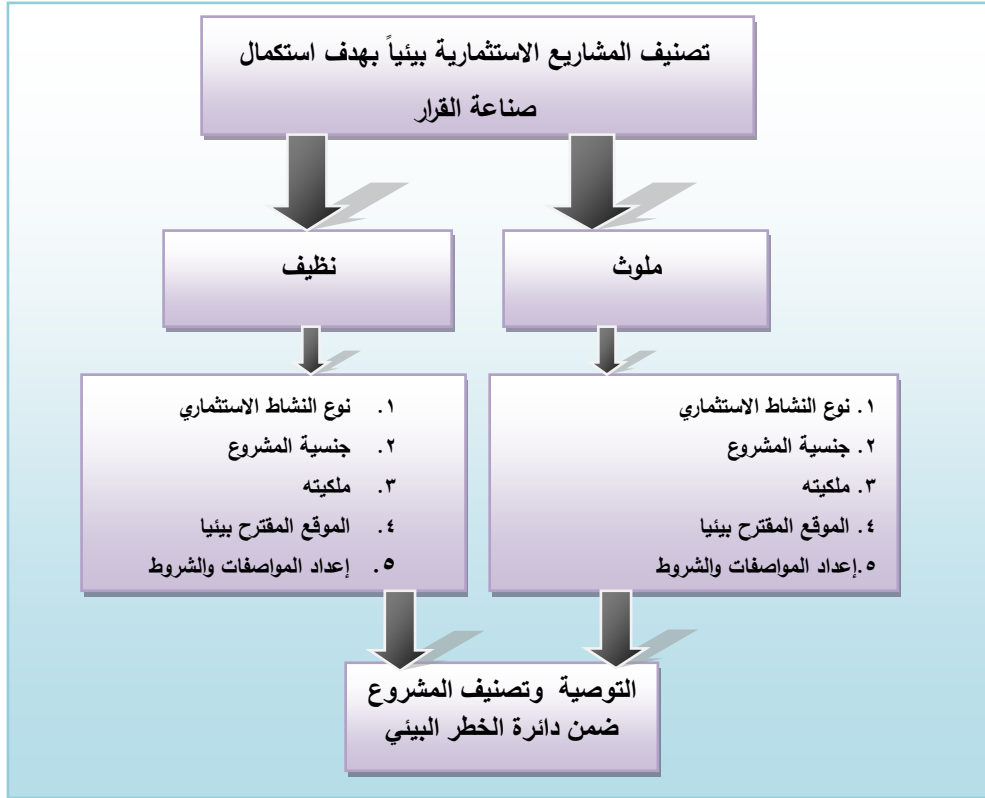 تصنيف المشاريع الاستثمارية بيئياً بهدف استكمال
صناعة القرار
ملوث
نظيف
١. نوع النشاط الاستثماري
٢. جنسية المشروع
٣. ملكيته
٤. الموقع المقترح بيئيا
٥.إعداد المواصفات والشروط
١. نوع النشاط الاستثماري
٢. جنسية المشروع
٣. ملكيته
٤. الموقع المقترح بيئيا
٥. إعداد المواصفات والشروط
التوصية وتصنيف المشروع
ضمن دائرة الخطر البيئي